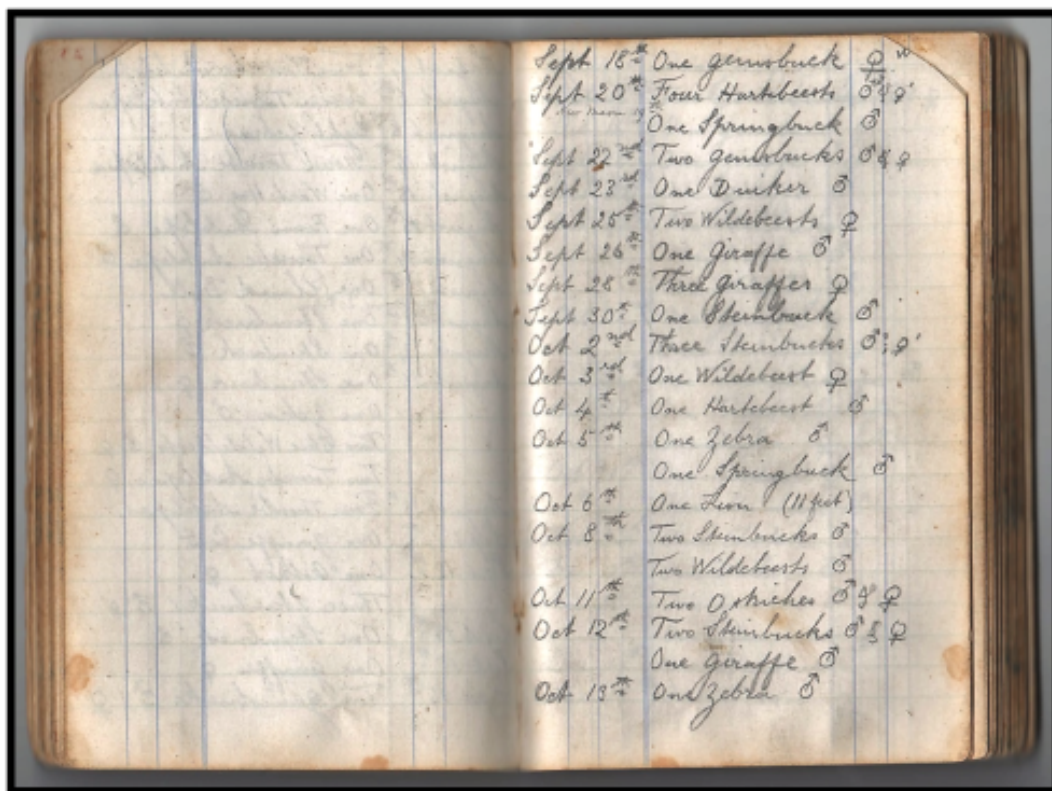 Sept 18th One gemsbuck ♀
Sept 20th Four Hartebeests ♂ & ♀
New Moon 19th
One Springbuck ♂
Sept 22nd Two gemsbucks ♂ & ♀
Sept 23rd One Duiker ♂
Sept 25th Two Wildebeests ♀
Sept 26th One Giraffe ♂
Sept 28th Three giraffes ♀
Sept 30th One Steinbuck ♂
Oct 2nd Three Steinbucks ♂ & ♀
Oct 3rd One Wildebeest ♀
Oct 4th One Hartebeest ♂
Oct 5th One Zebra ♂
One Springbuck ♂
Oct 6th One Lion (11 feet)
Oct 8th Two Steinbucks ♂
Two Wildebeests ♂
Oct 11th Two Ostriches ♂ & ♀
Oct 12th Two Steinbucks ♂ & ♀
One Giraffe ♂
Oct 13th One Zebra ♂